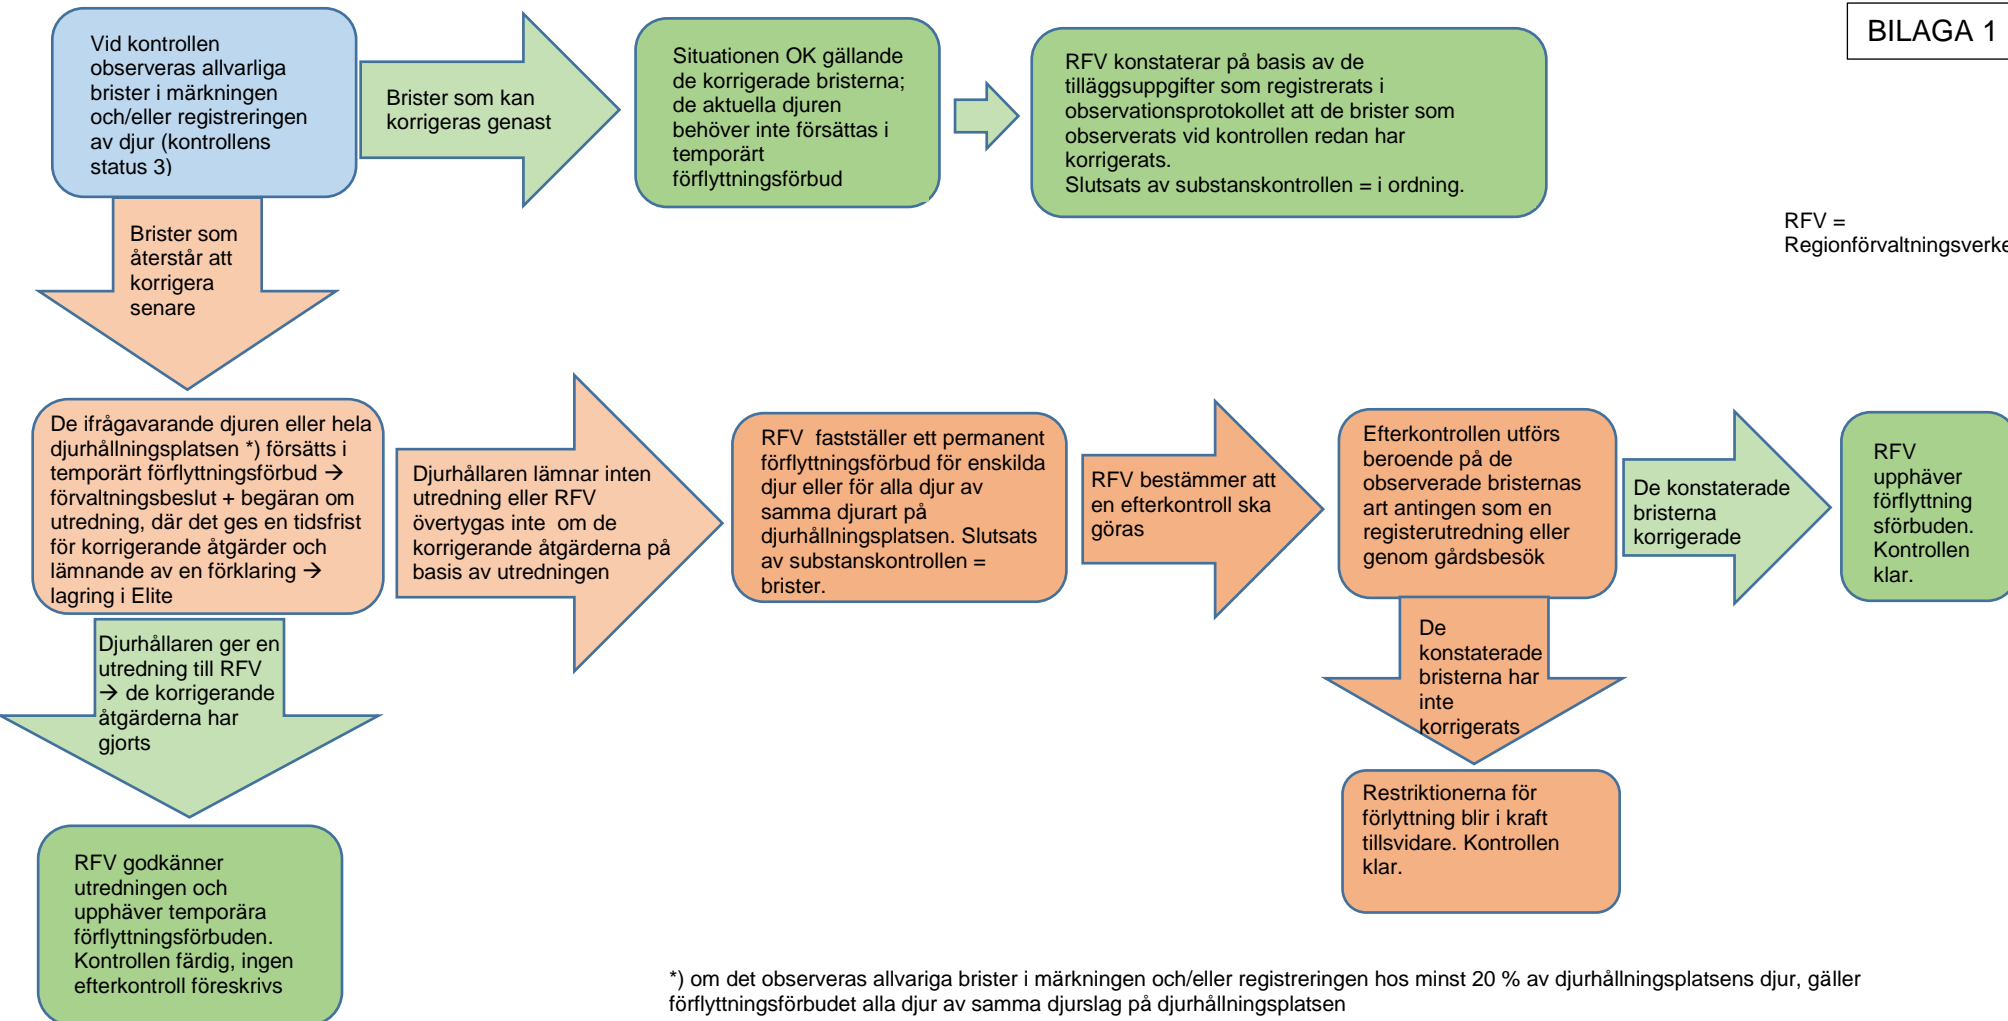 BILAGA 1
Vid kontrollen
observeras allvarliga
brister i märkningen
och/eller registreringen
av djur (kontrollens
status 3)
Brister som kan
korrigeras genast
Situationen OK gällande
de korrigerade bristerna;
de aktuella djuren
behöver inte försättas i
temporärt
förflyttningsförbud
RFV konstaterar på basis av de
tilläggsuppgifter som registrerats i
observationsprotokollet att de brister som
observerats vid kontrollen redan har
korrigerats.
Slutsats av substanskontrollen = i ordning.
RFV =
Regionförvaltningsverke
Brister som
återstår att
korrigera
senare
De ifrågavarande djuren eller hela
djurhållningsplatsen *) försätts i
temporärt förflyttningsförbud →
förvaltningsbeslut + begäran om
utredning, där det ges en tidsfrist
för korrigerande åtgärder och
lämnande av en förklaring →
lagring i Elite
Djurhållaren lämnar inten
utredning eller RFV
övertygas inte om de
korrigerande åtgärderna på
basis av utredningen
RFV fastställer ett permanent
förflyttningsförbud för enskilda
djur eller för alla djur av
samma djurart på
djurhållningsplatsen. Slutsats
av substanskontrollen =
brister.
RFV bestämmer att
en efterkontroll ska
göras
Efterkontrollen utförs
beroende på de
observerade bristernas
art antingen som en
registerutredning eller
genom gårdsbesök
De konstaterade
bristerna
korrigerade
RFV
upphäver
förflyttning
sförbuden.
Kontrollen
klar.
Djurhållaren ger en
utredning till RFV
→ de korrigerande
åtgärderna har
gjorts
De
konstaterade
bristerna har
inte
korrigerats
RFV godkänner
utredningen och
upphäver temporära
förflyttningsförbuden.
Kontrollen färdig, ingen
efterkontroll föreskrivs
Restriktionerna för
förlyttning blir i kraft
tillsvidare. Kontrollen
klar.
*) om det observeras allvariga brister i märkningen och/eller registreringen hos minst 20 % av djurhållningsplatsens djur, gäller
förflyttningsförbudet alla djur av samma djurslag på djurhållningsplatsen